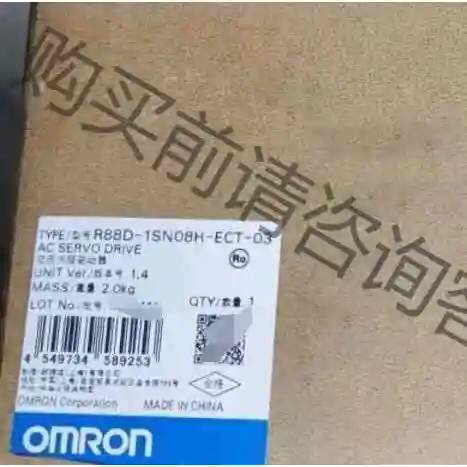 购买前请咨询客
TYPE/型号 R88D-1SN08H-ECT-03
AC SERVO DRIVE
交流伺服驱动器
UNIT Ver/版本号 1.4
MASS/重量 2.0kg
LOT No/批号
QTY/数量 1
4 549734 589253
合格
OMRON Corporation MADE IN CHINA
OMRON